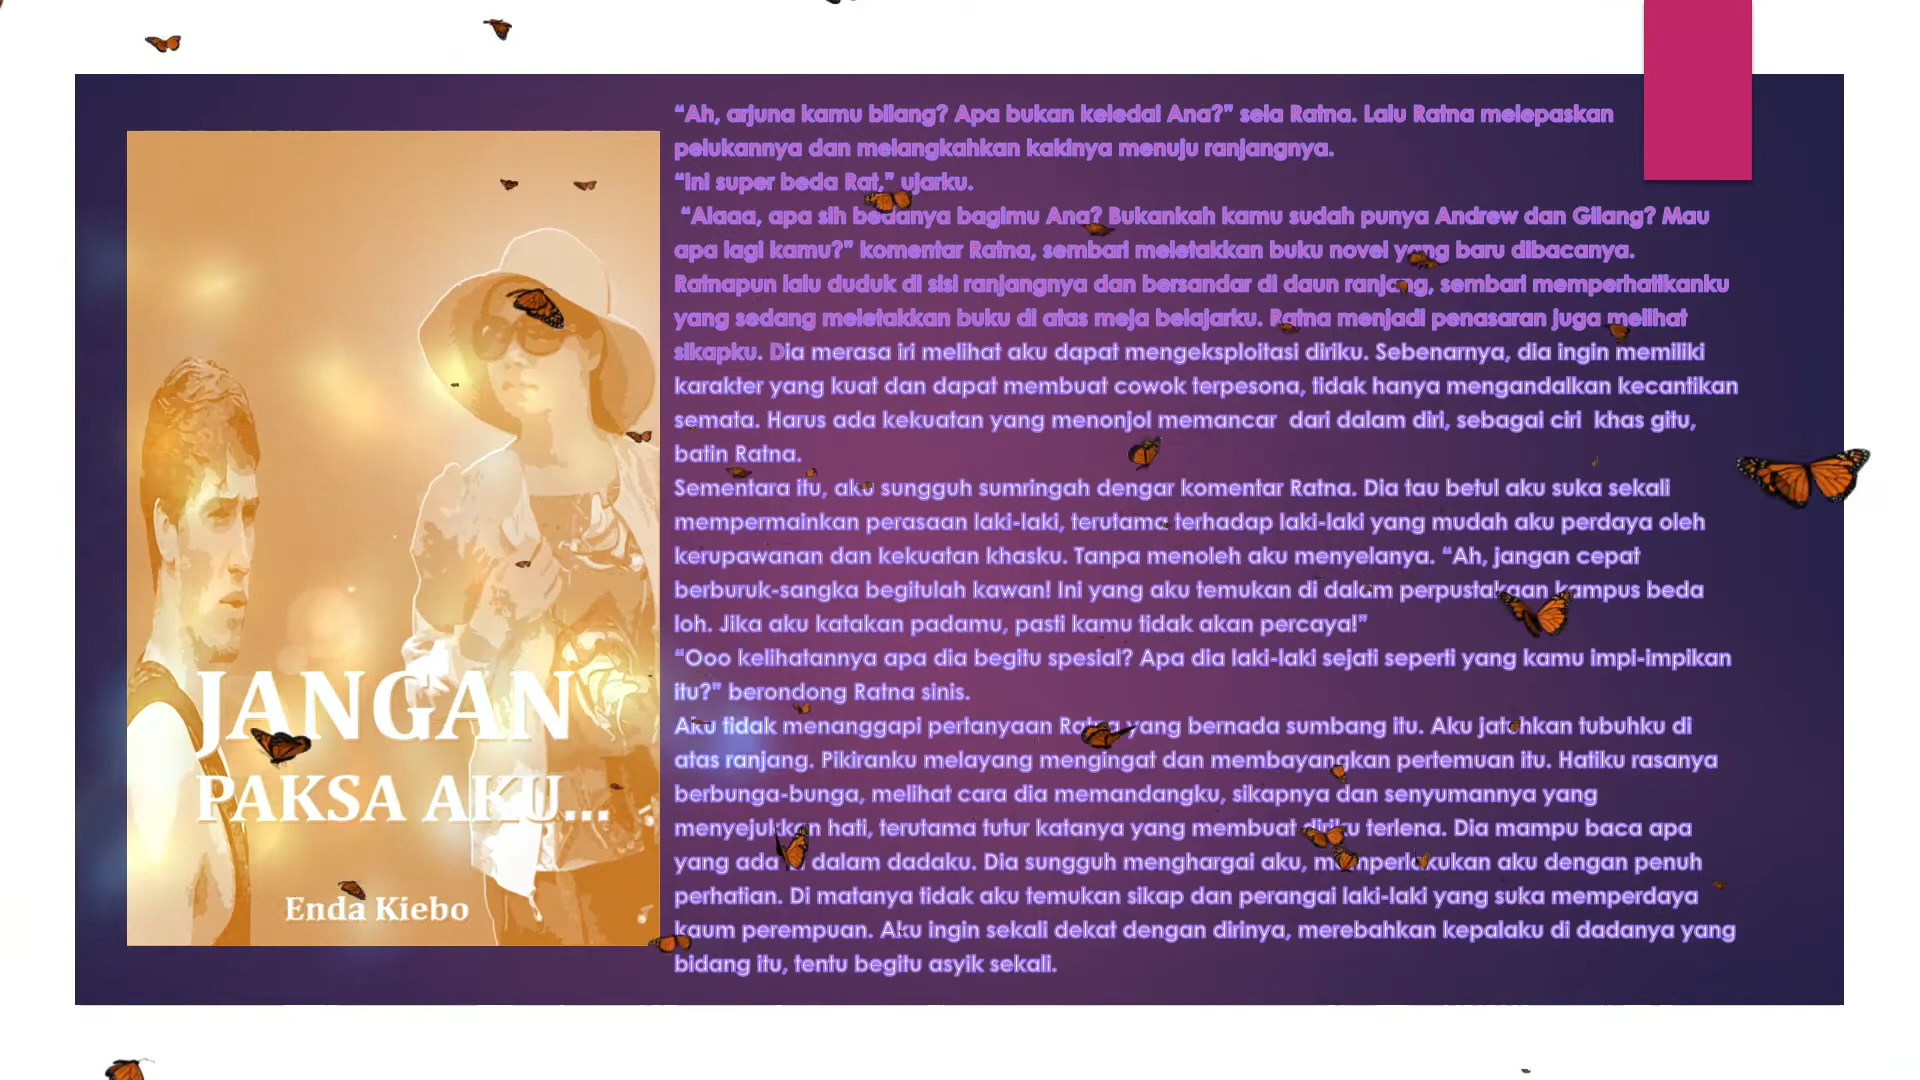 JANGAN
PAKSA AKU...
Enda Kiebo
“Ah, arjuna kamu bilang? Apa bukan keledai Ana?” sela Ratna. Lalu Ratna melepaskan
pelukannya dan melangkahkan kakinya menuju ranjangnya.
“Ini super beda Rat,” ujarku.
“Alaaa, apa sih bedanya bagimu Ana? Bukankah kamu sudah punya Andrew dan Gilang? Mau
apa lagi kamu?” komentar Ratna, sembari meletakkan buku novel yang baru dibacanya.
Ratnapun lalu duduk di sisi ranjangnya dan bersandar di daun ranjang, sembari memperhatikanku
yang sedang meletakkan buku di atas meja belajarku. Ratna menjadi penasaran juga melihat
sikapku. Dia merasa iri melihat aku dapat mengeksploitasi diriku. Sebenarnya, dia ingin memiliki
karakter yang kuat dan dapat membuat cowok terpesona, tidak hanya mengandalkan kecantikan
semata. Harus ada kekuatan yang menonjol memancar dari dalam diri, sebagai ciri khas gitu,
batin Ratna.
Sementara itu, aku sungguh sumringah dengar komentar Ratna. Dia tau betul aku suka sekali
mempermainkan perasaan laki-laki, terutama terhadap laki-laki yang mudah aku perdaya oleh
kerupawanan dan kekuatan khasku. Tanpa menoleh aku menyelanya. “Ah, jangan cepat
berburuk-sangka begitulah kawan! Ini yang aku temukan di dalam perpustakaan kampus beda
loh. Jika aku katakan padamu, pasti kamu tidak akan percaya!”
“Ooo kelihatannya apa dia begitu spesial? Apa dia laki-laki sejati seperti yang kamu impi-impikan
itu?” berondong Ratna sinis.
Aku tidak menanggapi pertanyaan Ratna yang bernada sumbang itu. Aku jatuhkan tubuhku di
atas ranjang. Pikiranku melayang mengingat dan membayangkan pertemuan itu. Hatiku rasanya
berbunga-bunga, melihat cara dia memandangku, sikapnya dan senyumannya yang
menyejukkan hati, terutama tutur katanya yang membuat diriku terlena. Dia mampu baca apa
yang ada di dalam dadaku. Dia sungguh menghargai aku, memperlakukan aku dengan penuh
perhatian. Di matanya tidak aku temukan sikap dan perangai laki-laki yang suka memperdaya
kaum perempuan. Aku ingin sekali dekat dengan dirinya, merebahkan kepalaku di dadanya yang
bidang itu, tentu begitu asyik sekali.